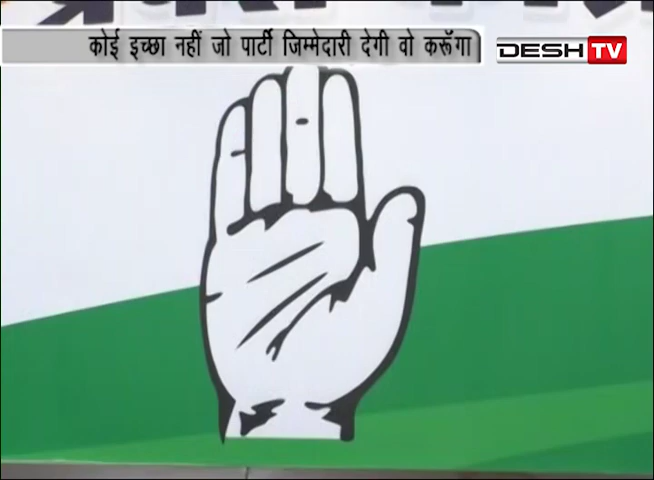 कोई इच्छा नहीं जो पार्टी जिम्मेदारी देगी वो करूँगा
DESH TV